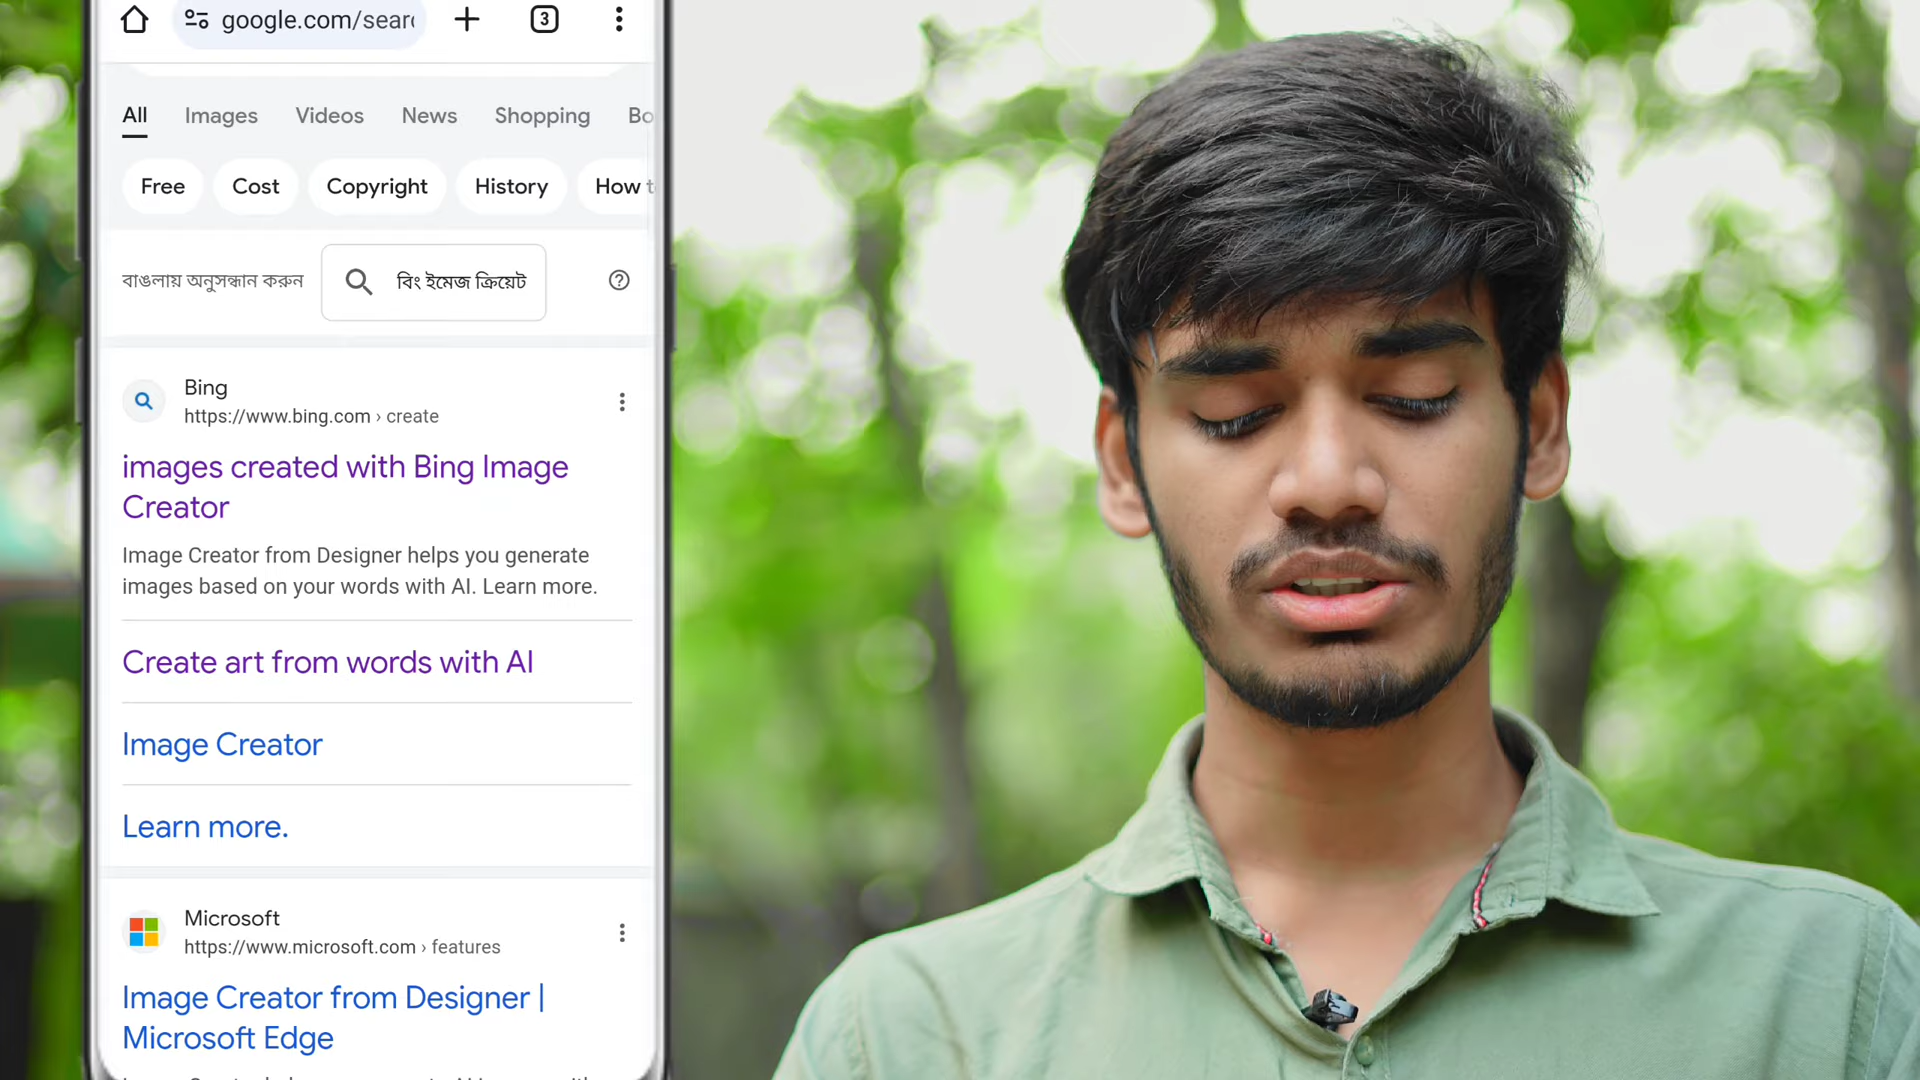 google.com/sear
3
All Images Videos News Shopping Bo
Free Cost Copyright History How t
বাঙলায় অনুসন্ধান করুন বিং ইমেজ ক্রিয়েট
Bing
https://www.bing.com › create
images created with Bing Image
Creator
Image Creator from Designer helps you generate
images based on your words with AI. Learn more.
Create art from words with AI
Image Creator
Learn more.
Microsoft
https://www.microsoft.com › features
Image Creator from Designer |
Microsoft Edge